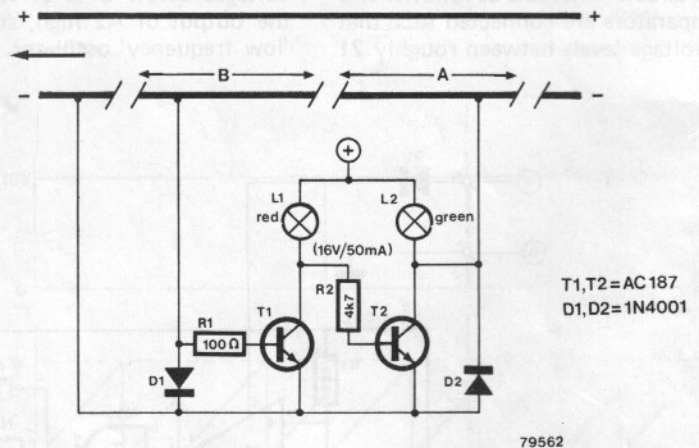 + +
B A
- -
+
L1
red
L2
green
(16V/50mA)
R2
4k7
T1
T2
R1
100Ω
D1
D2
T1,T2=AC187
D1,D2=1N4001
79562